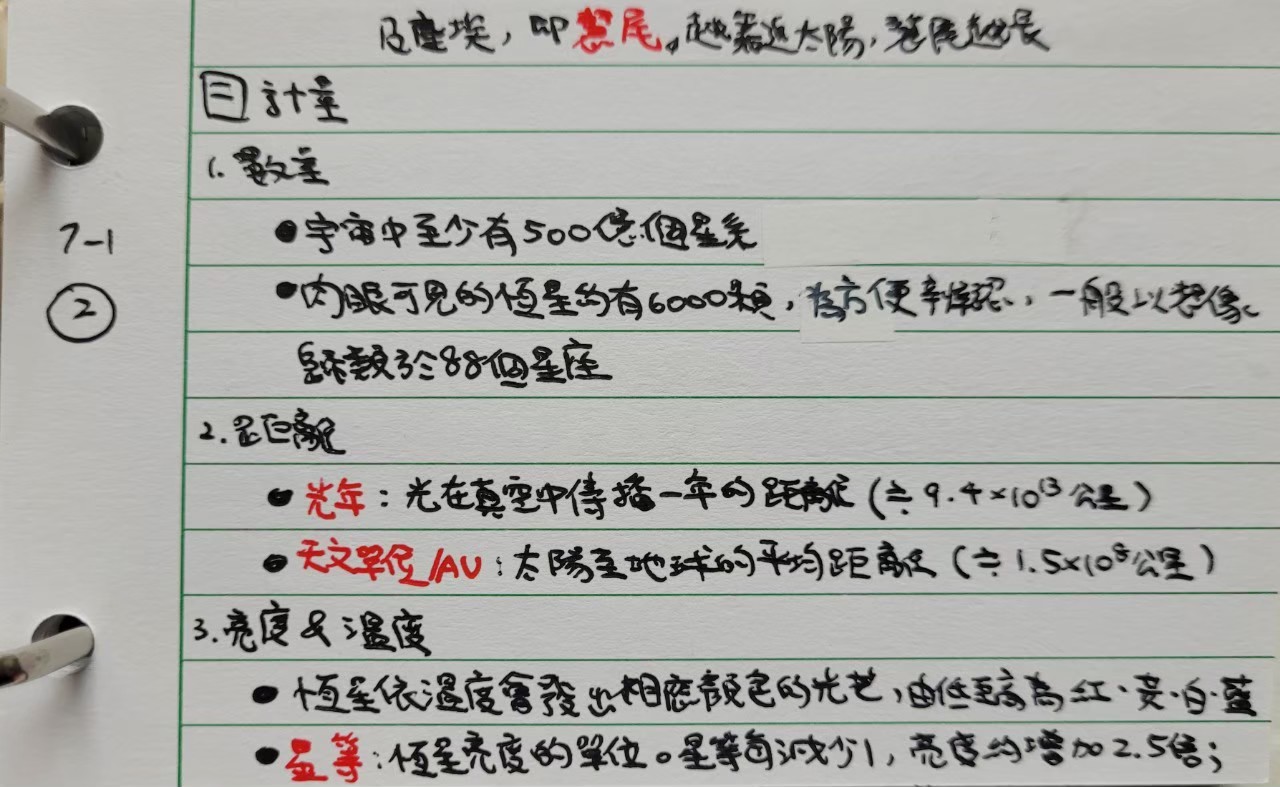 及塵埃，即彗尾。越靠近太陽，彗尾越長
三 計量
1. 數量
●宇宙中至少有500億個星系
7-1
●肉眼可見的恆星約有6000顆，為方便辨認，一般以想像
②
歸類於88個星座
2. 距離
● 光年：光在真空中傳播一年的距離（≒9.4×10¹³公里）
● 天文單位/AU：太陽至地球的平均距離（≒1.5×10⁸公里）
3. 亮度 & 溫度
● 恆星依溫度會發出相應顏色的光芒，由低至高為紅、黃、白、藍
● 星等：恆星亮度的單位。星等每減少1，亮度約增加2.5倍；